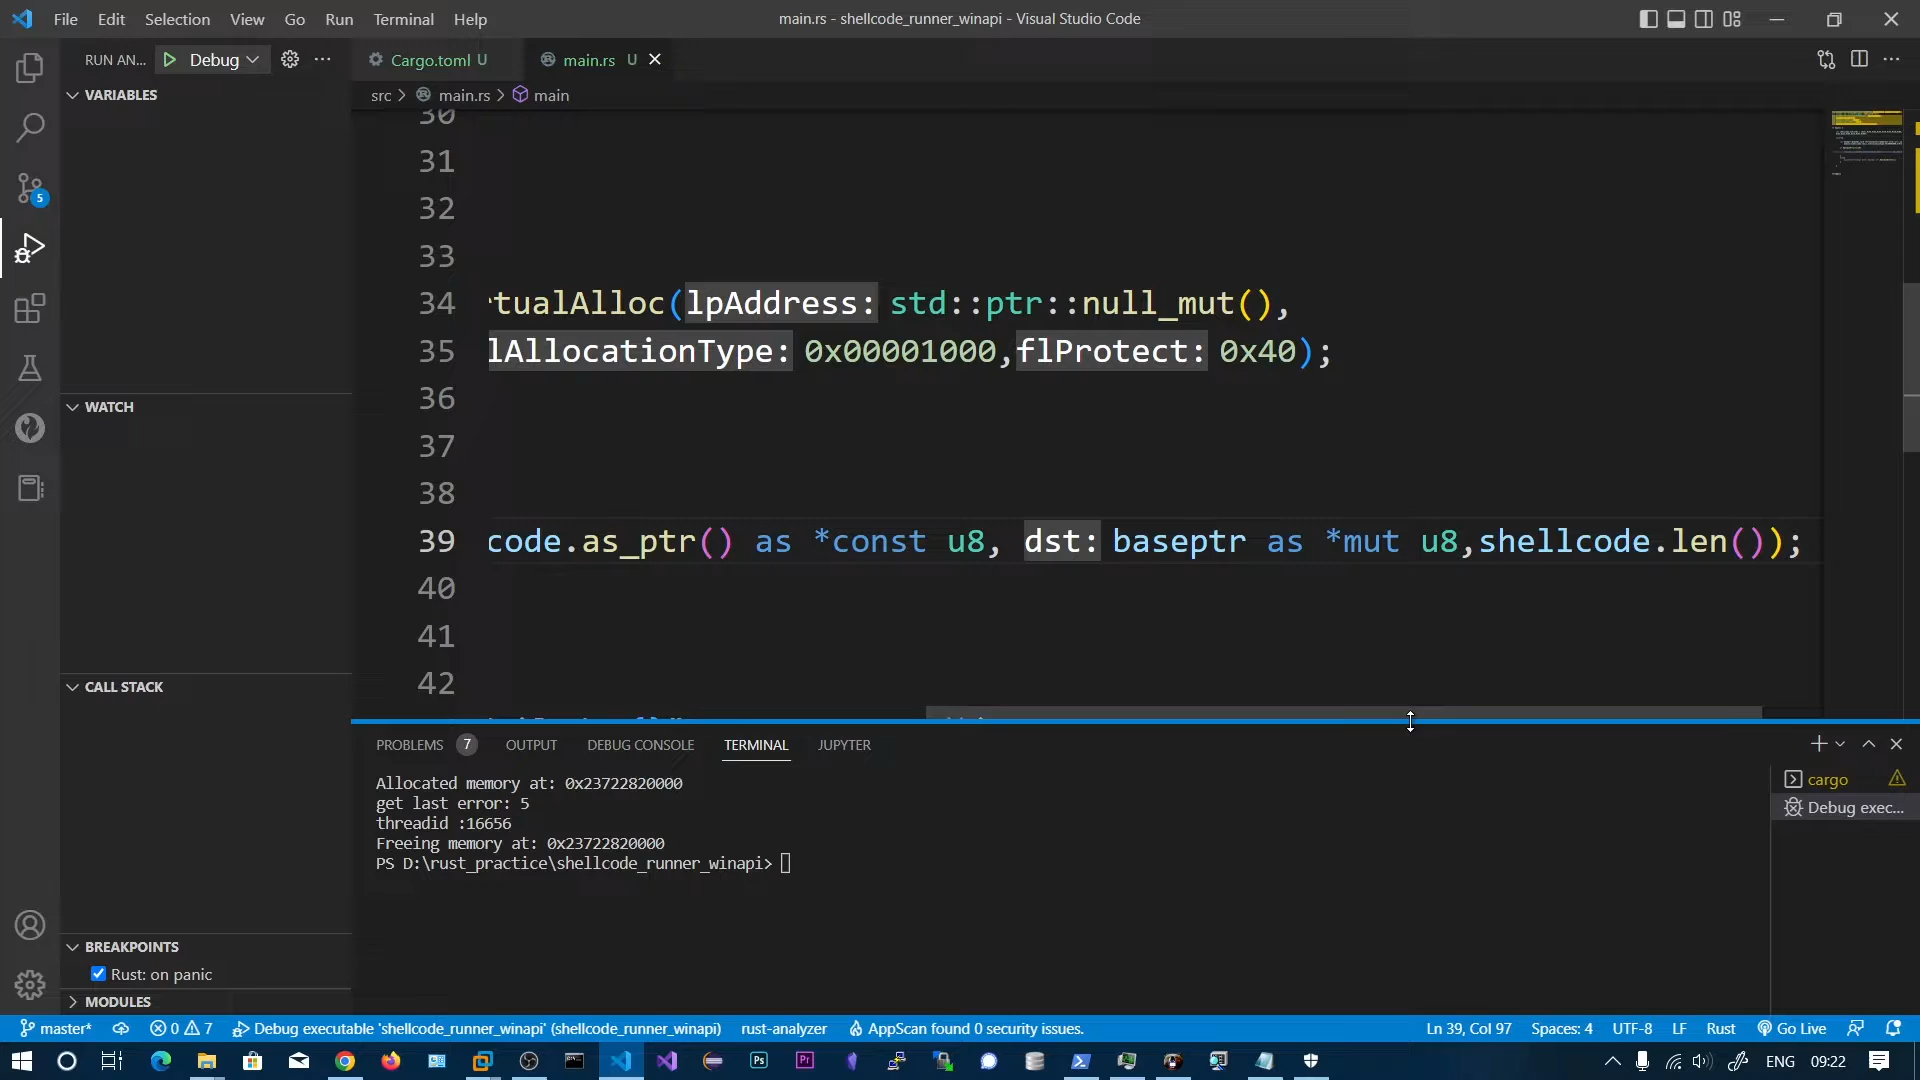 File Edit Selection View Go Run Terminal Help
main.rs - shellcode_runner_winapi - Visual Studio Code
RUN AN... Debug
Cargo.toml U
main.rs U
src > main.rs > main
VARIABLES
WATCH
CALL STACK
BREAKPOINTS
Rust: on panic
MODULES
5
30
31
32
33
34 rtualAlloc(lpAddress: std::ptr::null_mut(),
35 lAllocationType: 0x00001000,flProtect: 0x40);
36
37
38
39 code.as_ptr() as *const u8, dst: baseptr as *mut u8,shellcode.len());
40
41
42
PROBLEMS 7 OUTPUT DEBUG CONSOLE TERMINAL JUPYTER
Allocated memory at: 0x23722820000
get last error: 5
threadid :16656
Freeing memory at: 0x23722820000
PS D:\rust_practice\shellcode_runner_winapi>
cargo
Debug exec...
master* 0 7 Debug executable 'shellcode_runner_winapi' (shellcode_runner_winapi) rust-analyzer AppScan found 0 security issues.
Ln 39, Col 97 Spaces: 4 UTF-8 LF Rust Go Live
Ps Pr ENG 09:22